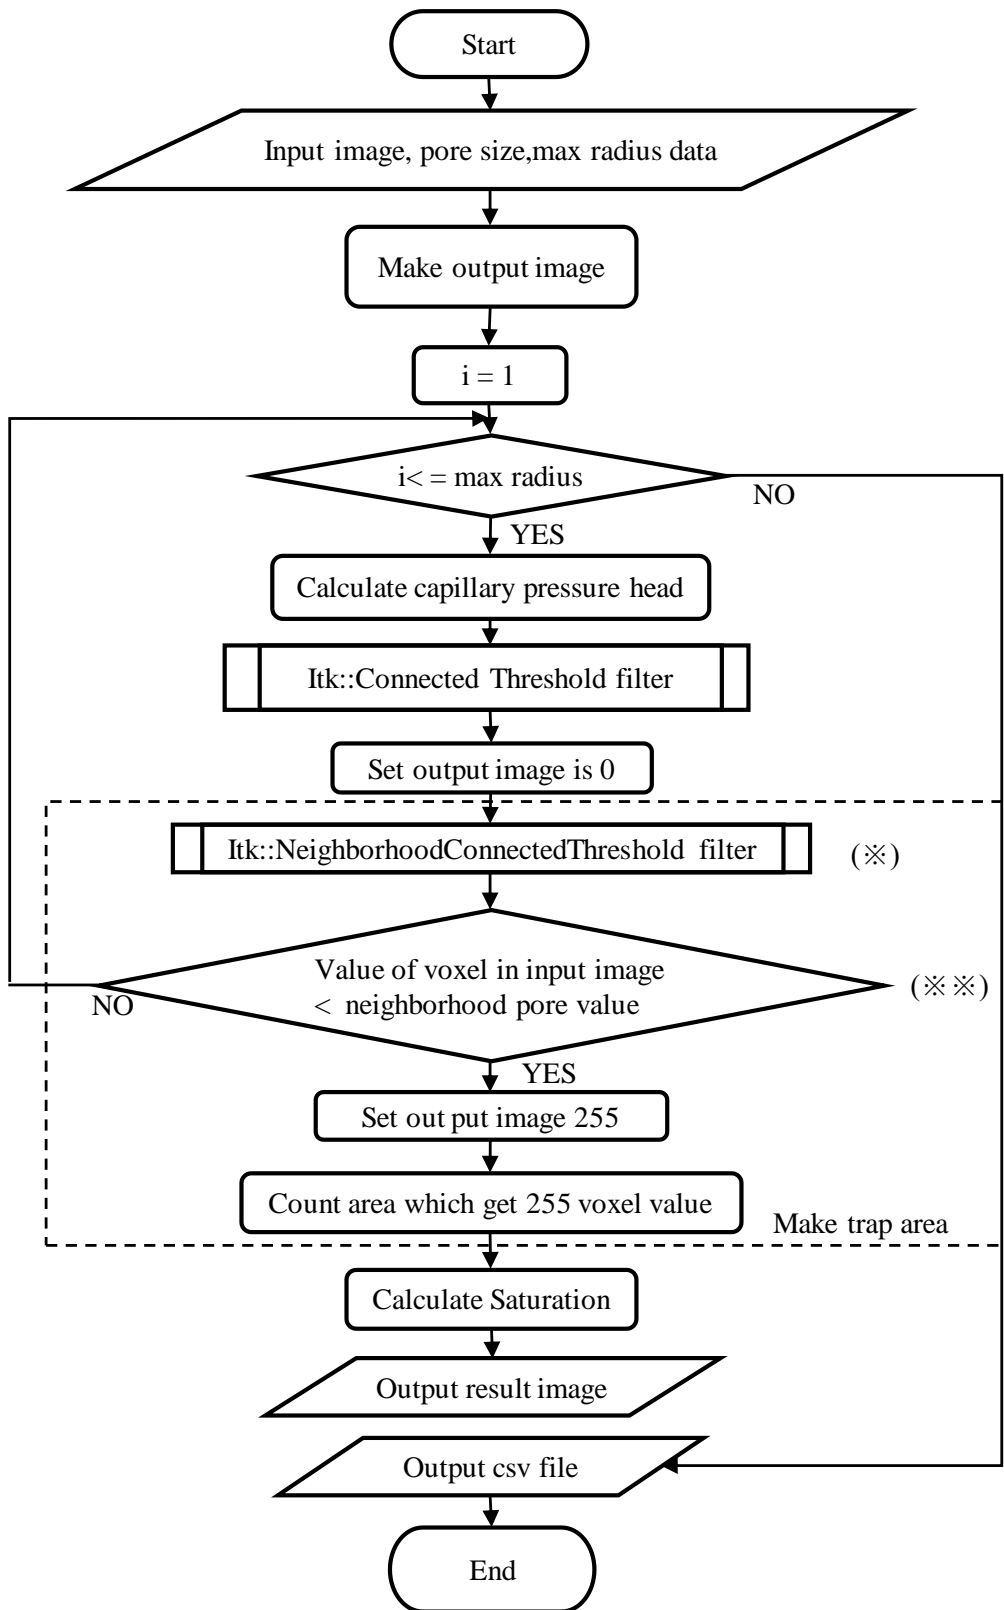 Start
Input image, pore size,max radius data
Make output image
i = 1
i< = max radius
NO
YES
Calculate capillary pressure head
Itk::Connected Threshold filter
Set output image is 0
Itk::NeighborhoodConnectedThreshold filter
(※)
Value of voxel in input image
< neighborhood pore value
(※※)
NO
YES
Set out put image 255
Count area which get 255 voxel value
Make trap area
Calculate Saturation
Output result image
Output csv file
End